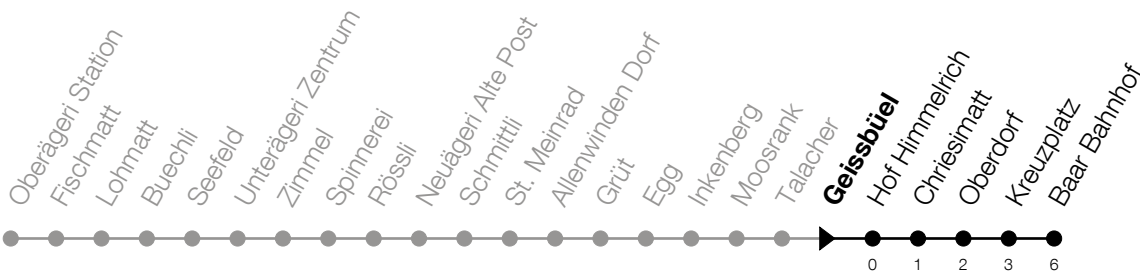 Oberägeri Station
Fischmatt
Lohmatt
Buechli
Seefeld
Unterägeri Zentrum
Zimmel
Spinnerei
Rössli
Neuägeri Alte Post
Schmittli
St. Meinrad
Allenwinden Dorf
Grüt
Egg
Inkenberg
Moosrank
Talacher
Geissbüel
Hof Himmelrich
Chriesimatt
Oberdorf
Kreuzplatz
Baar Bahnhof
0
1
2
3
6